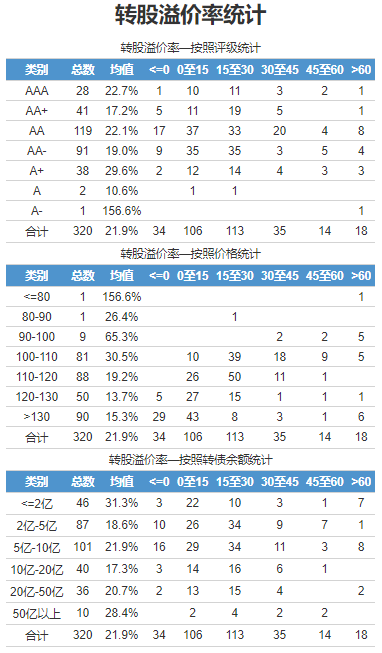 转股溢价率统计
转股溢价率—按照评级统计
类别 总数 均值 <=0 0至15 15至30 30至45 45至60 >60
AAA 28 22.7% 1 10 11 3 2 1
AA+ 41 17.2% 5 11 19 5 1
AA 119 22.1% 17 37 33 20 4 8
AA- 91 19.0% 9 35 35 3 5 4
A+ 38 29.6% 2 12 14 4 3 3
A 2 10.6% 1 1
A- 1 156.6% 1
合计 320 21.9% 34 106 113 35 14 18
转股溢价率—按照价格统计
类别 总数 均值 <=0 0至15 15至30 30至45 45至60 >60
<=80 1 156.6% 1
80-90 1 26.4% 1
90-100 9 65.3% 2 2 5
100-110 81 30.5% 10 39 18 9 5
110-120 88 19.2% 26 50 11 1
120-130 50 13.7% 5 27 15 1 1 1
>130 90 15.3% 29 43 8 3 1 6
合计 320 21.9% 34 106 113 35 14 18
转股溢价率—按照转债余额统计
类别 总数 均值 <=0 0至15 15至30 30至45 45至60 >60
<=2亿 46 31.3% 3 22 10 3 1 7
2亿-5亿 87 18.6% 10 26 34 9 7 1
5亿-10亿 101 21.9% 16 29 34 11 3 8
10亿-20亿 40 17.3% 3 14 16 6 1
20亿-50亿 36 20.7% 2 13 15 4 2
50亿以上 10 28.4% 2 4 2 2
合计 320 21.9% 34 106 113 35 14 18